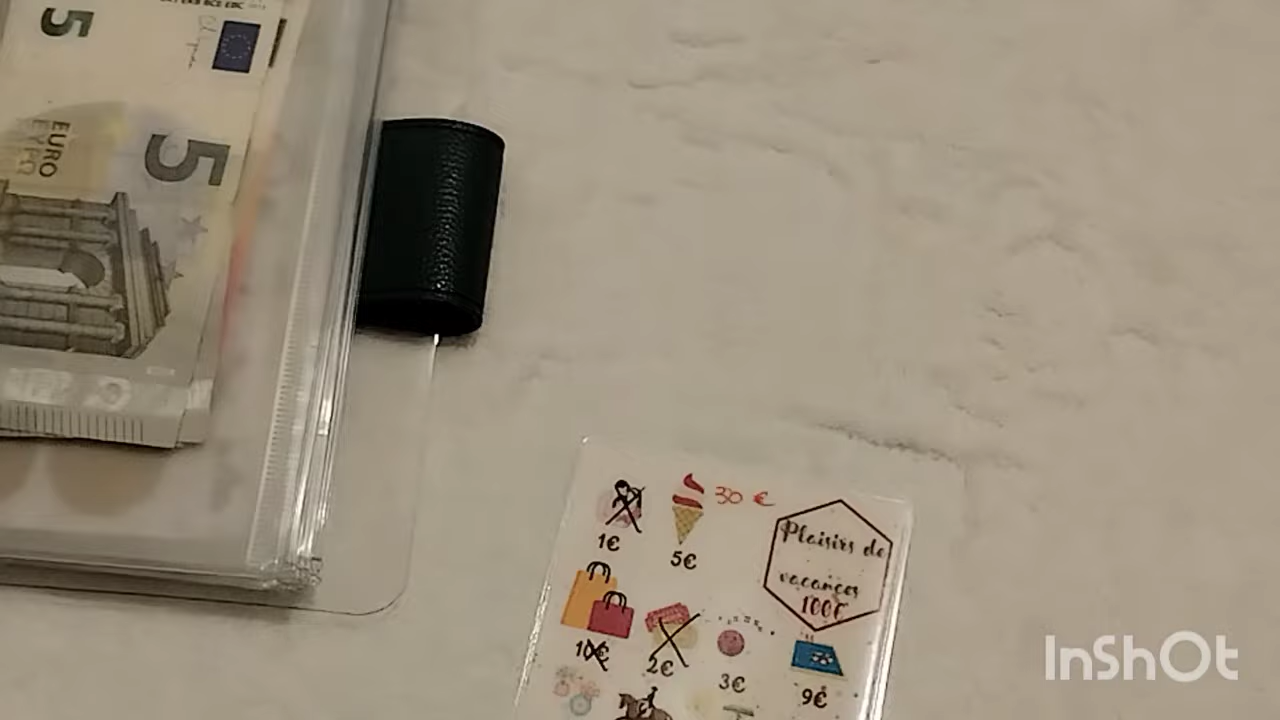 5
5
EURO
30 €
1€
5€
Plaisirs de
vacances
100€
10€
2€
3€
9€
InShOt